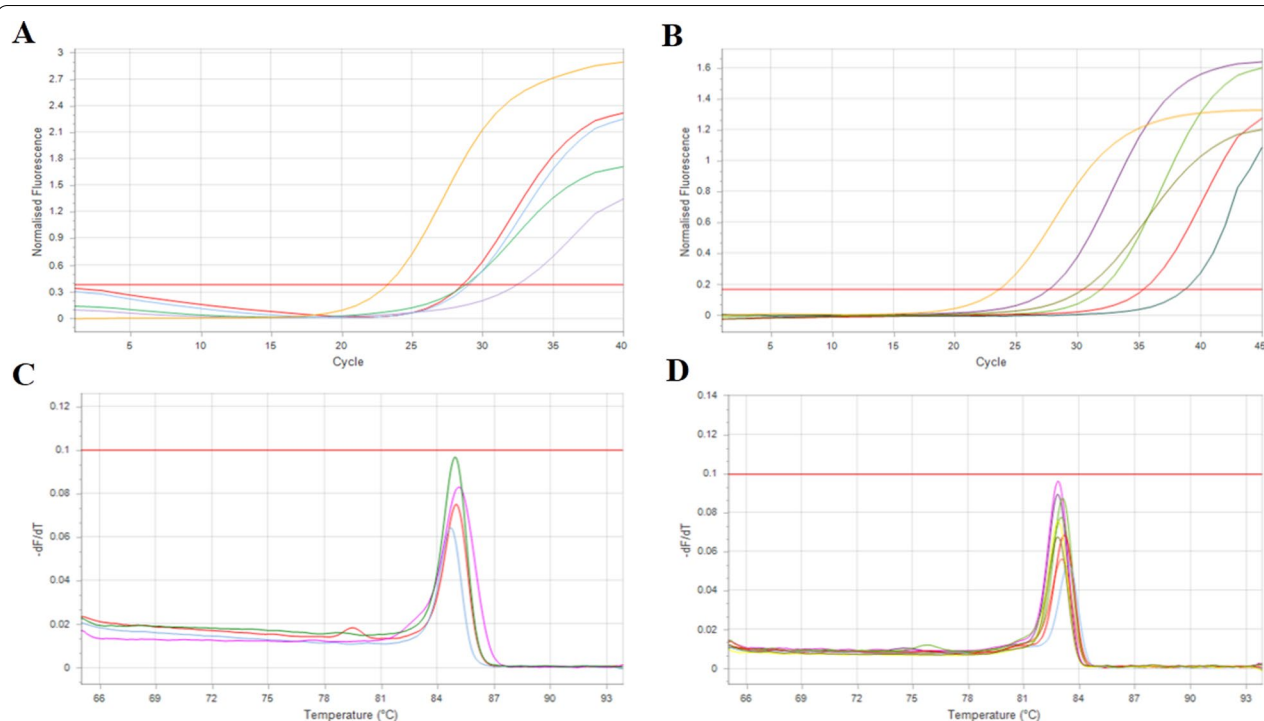 A
Normalised Fluorescence
3
2.7
2.4
2.1
1.8
1.5
1.2
0.9
0.6
0.3
0
5 10 15 20 25 30 35 40
Cycle
B
Normalised Fluorescence
1.6
1.4
1.2
1
0.8
0.6
0.4
0.2
0
5 10 15 20 25 30 35 40 45
Cycle
C
-dF/dT
0.12
0.1
0.08
0.06
0.04
0.02
0
66 69 72 75 78 81 84 87 90 93
Temperature (°C)
D
-dF/dT
0.14
0.12
0.1
0.08
0.06
0.04
0.02
0
66 69 72 75 78 81 84 87 90 93
Temperature (°C)